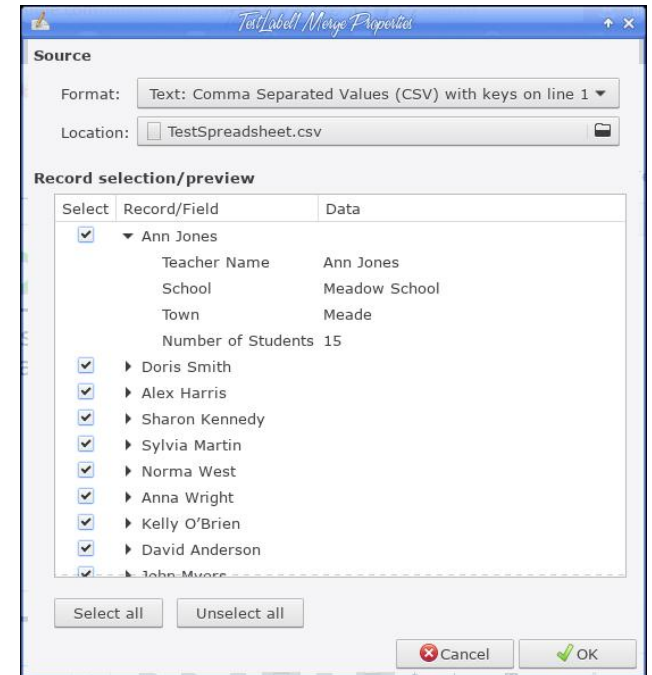 TestLabel1 Merge Properties
Source
Format: Text: Comma Separated Values (CSV) with keys on line 1
Location: TestSpreadsheet.csv
Record selection/preview
Select Record/Field Data
Ann Jones
Teacher Name Ann Jones
School Meadow School
Town Meade
Number of Students 15
Doris Smith
Alex Harris
Sharon Kennedy
Sylvia Martin
Norma West
Anna Wright
Kelly O'Brien
David Anderson
John Myers
Select all Unselect all
Cancel OK